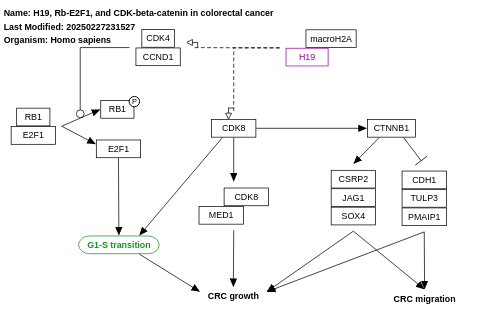 Name: H19, Rb-E2F1, and CDK-beta-catenin in colorectal cancer
Last Modified: 20250227231527
Organism: Homo sapiens
CDK4
CCND1
macroH2A
H19
RB1
E2F1
RB1
P
E2F1
CDK8
CTNNB1
CSRP2
JAG1
SOX4
CDH1
TULP3
PMAIP1
CDK8
MED1
G1-S transition
CRC growth
CRC migration